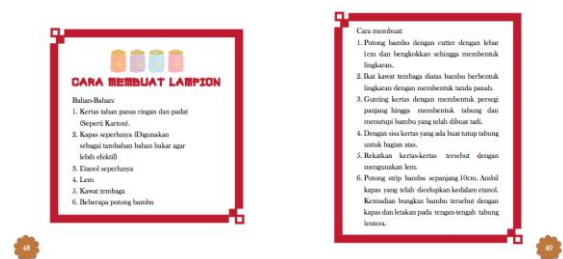 CARA MEMBUAT LAMPION
Bahan-Bahan:
1. Kertas tahan panas ringan dan padat
(Seperti Karton).
2. Kapas seperlunya (Digunakan
sebagai tambahan bahan bakar agar
lebih efektif)
3. Etanol seperlunya
4. Lem
5. Kawat tembaga
6. Beberapa potong bambu
48
Cara membuat:
1. Potong bambu dengan cutter dengan lebar
1cm dan bengkokkan sehingga membentuk
lingkaran.
2. Ikat kawat tembaga diatas bambu berbentuk
lingkaran dengan membentuk tanda panah.
3. Gunting kertas dengan membentuk persegi
panjang hingga membentuk tabung dan
menutupi bambu yang telah dibuat tadi.
4. Dengan sisa kertas yang ada buat tutup tabung
untuk bagian atas.
5. Rekatkan kertas-kertas tersebut dengan
mengunakan lem.
6. Potong strip bambu sepanjang 10cm. Ambil
kapas yang telah dicelupkan kedalam etanol.
Kemudian bungkus bambu tersebut dengan
kapas dan letakan pada tengah-tengah tabung
lentera.
49